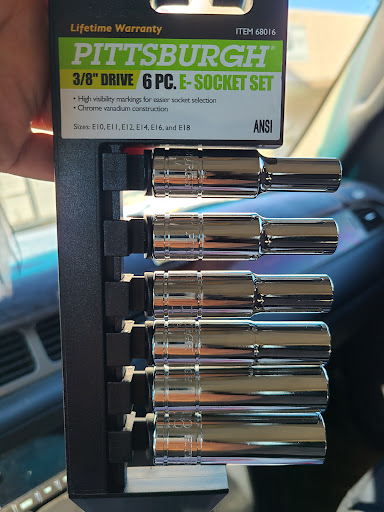 Lifetime Warranty
ITEM 68016
PITTSBURGH®
3/8" DRIVE / 6 PC. E- SOCKET SET
• High visibility markings for easier socket selection
• Chrome vanadium construction
Sizes: E10, E11, E12, E14, E16, and E18
ANSI